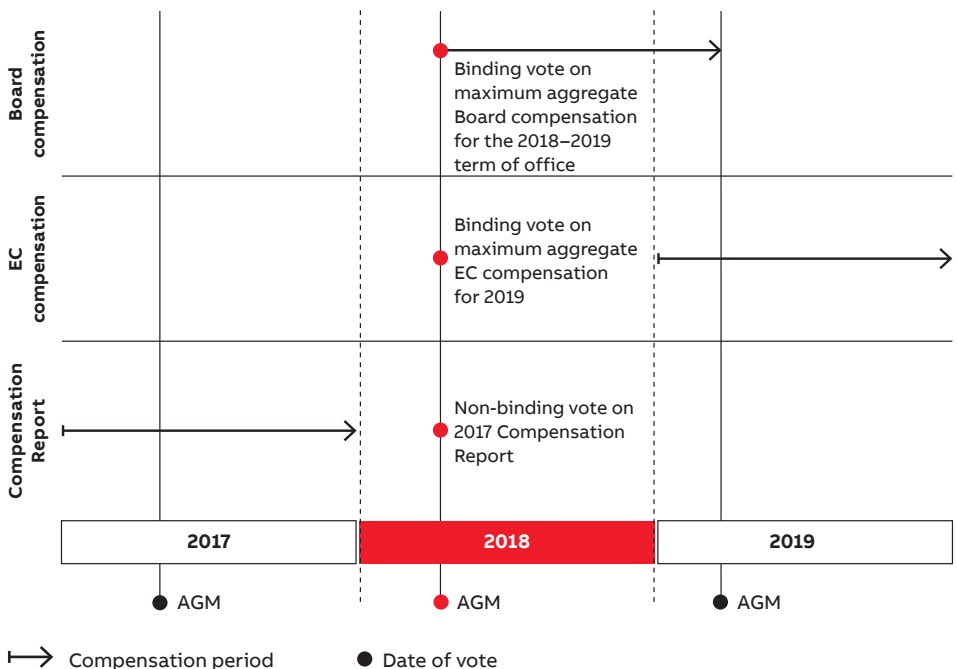 Board
compensation
Binding vote on
maximum aggregate
Board compensation
for the 2018–2019
term of office
EC
compensation
Binding vote on
maximum aggregate
EC compensation
for 2019
Compensation
Report
Non-binding vote on
2017 Compensation
Report
2017
2018
2019
AGM
AGM
AGM
Compensation period
Date of vote